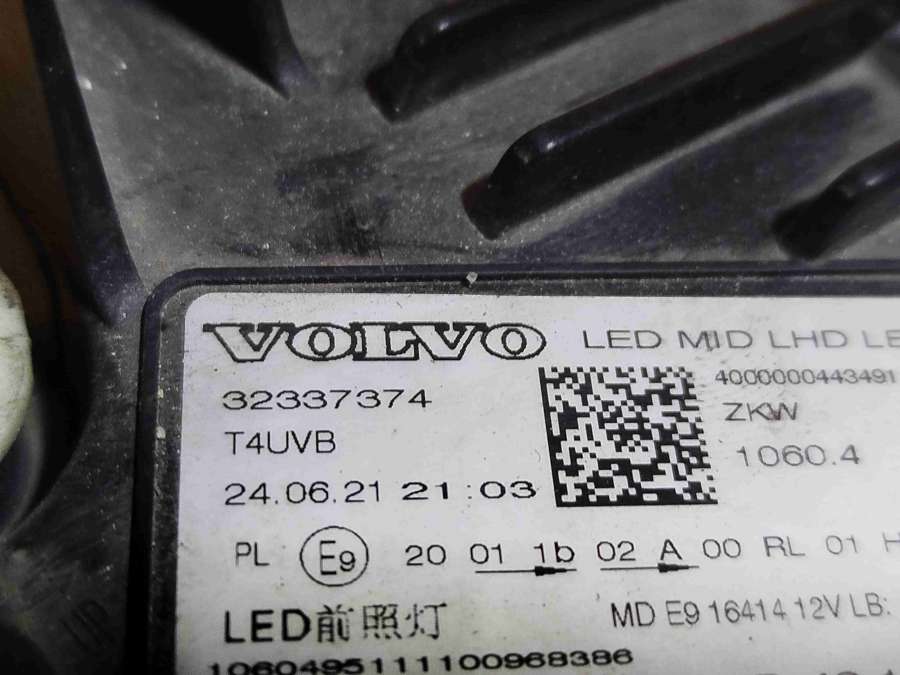 VOLVO LED MID LHD LE
32337374 4000000443491
T4UVB ZKW
1060.4
24.06.21 21:03
PL E9 20 01 1b 02 A 00 RL 01 H
LED前照灯 MD E9 16414 12V LB:
1060495111100968386